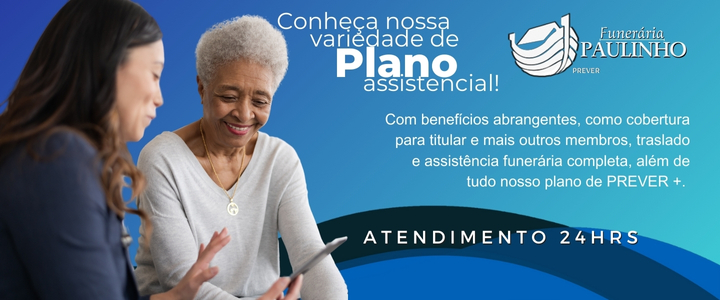 Conheça nossa
variedade de
Plano
assistencial!
Funerária
PAULINHO
PREVER
Com benefícios abrangentes, como cobertura
para titular e mais outros membros, traslado
e assistência funerária completa, além de
tudo nosso plano de PREVER +.
ATENDIMENTO 24HRS